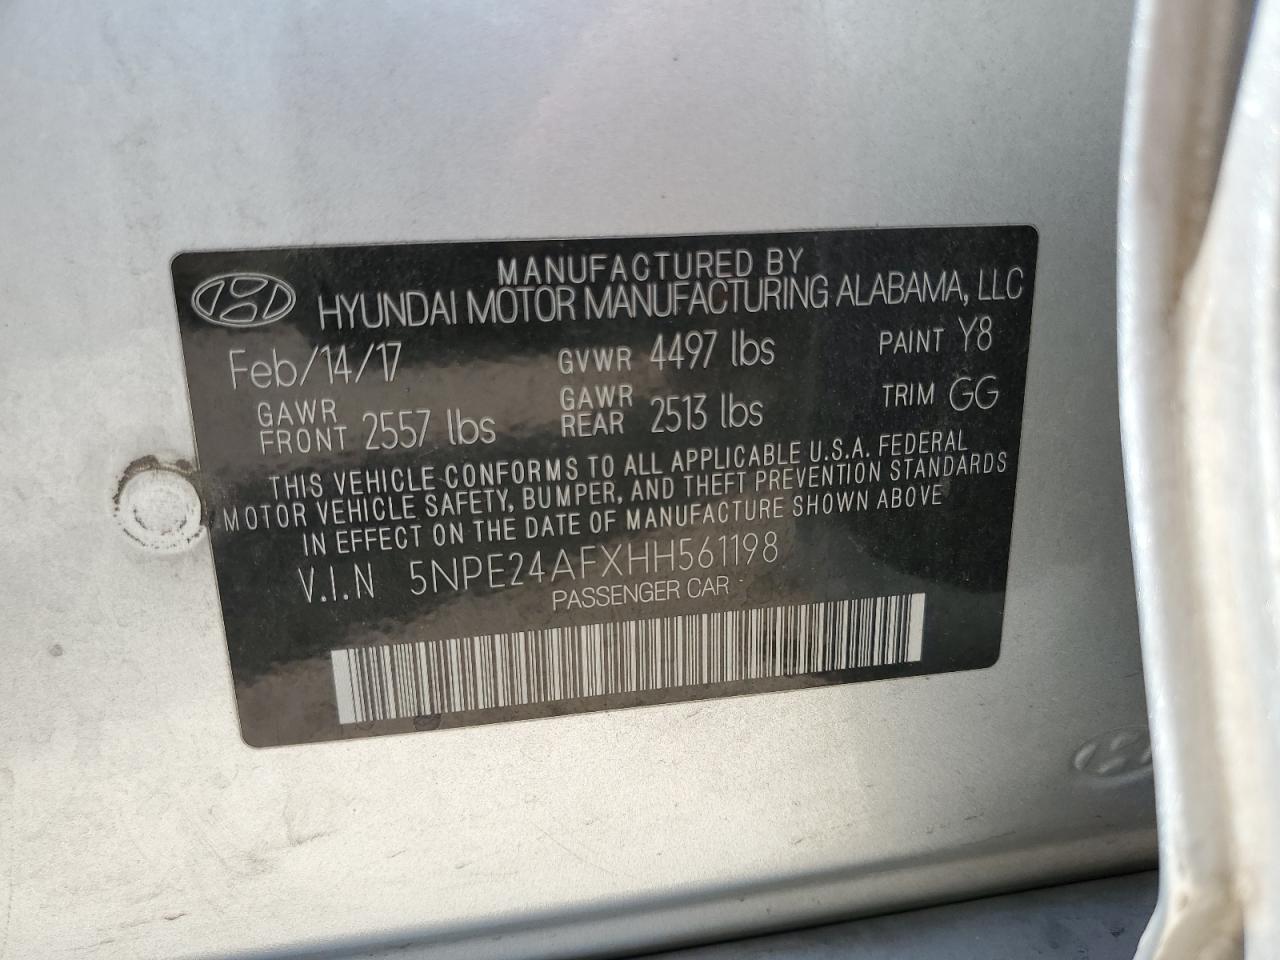 MANUFACTURED BY
HYUNDAI MOTOR MANUFACTURING ALABAMA, LLC
Feb/14/17 GVWR 4497 lbs PAINT Y8
GAWR FRONT 2557 lbs GAWR REAR 2513 lbs TRIM GG
THIS VEHICLE CONFORMS TO ALL APPLICABLE U.S.A. FEDERAL
MOTOR VEHICLE SAFETY, BUMPER, AND THEFT PREVENTION STANDARDS
IN EFFECT ON THE DATE OF MANUFACTURE SHOWN ABOVE
V.I.N 5NPE24AFXHH561198
PASSENGER CAR